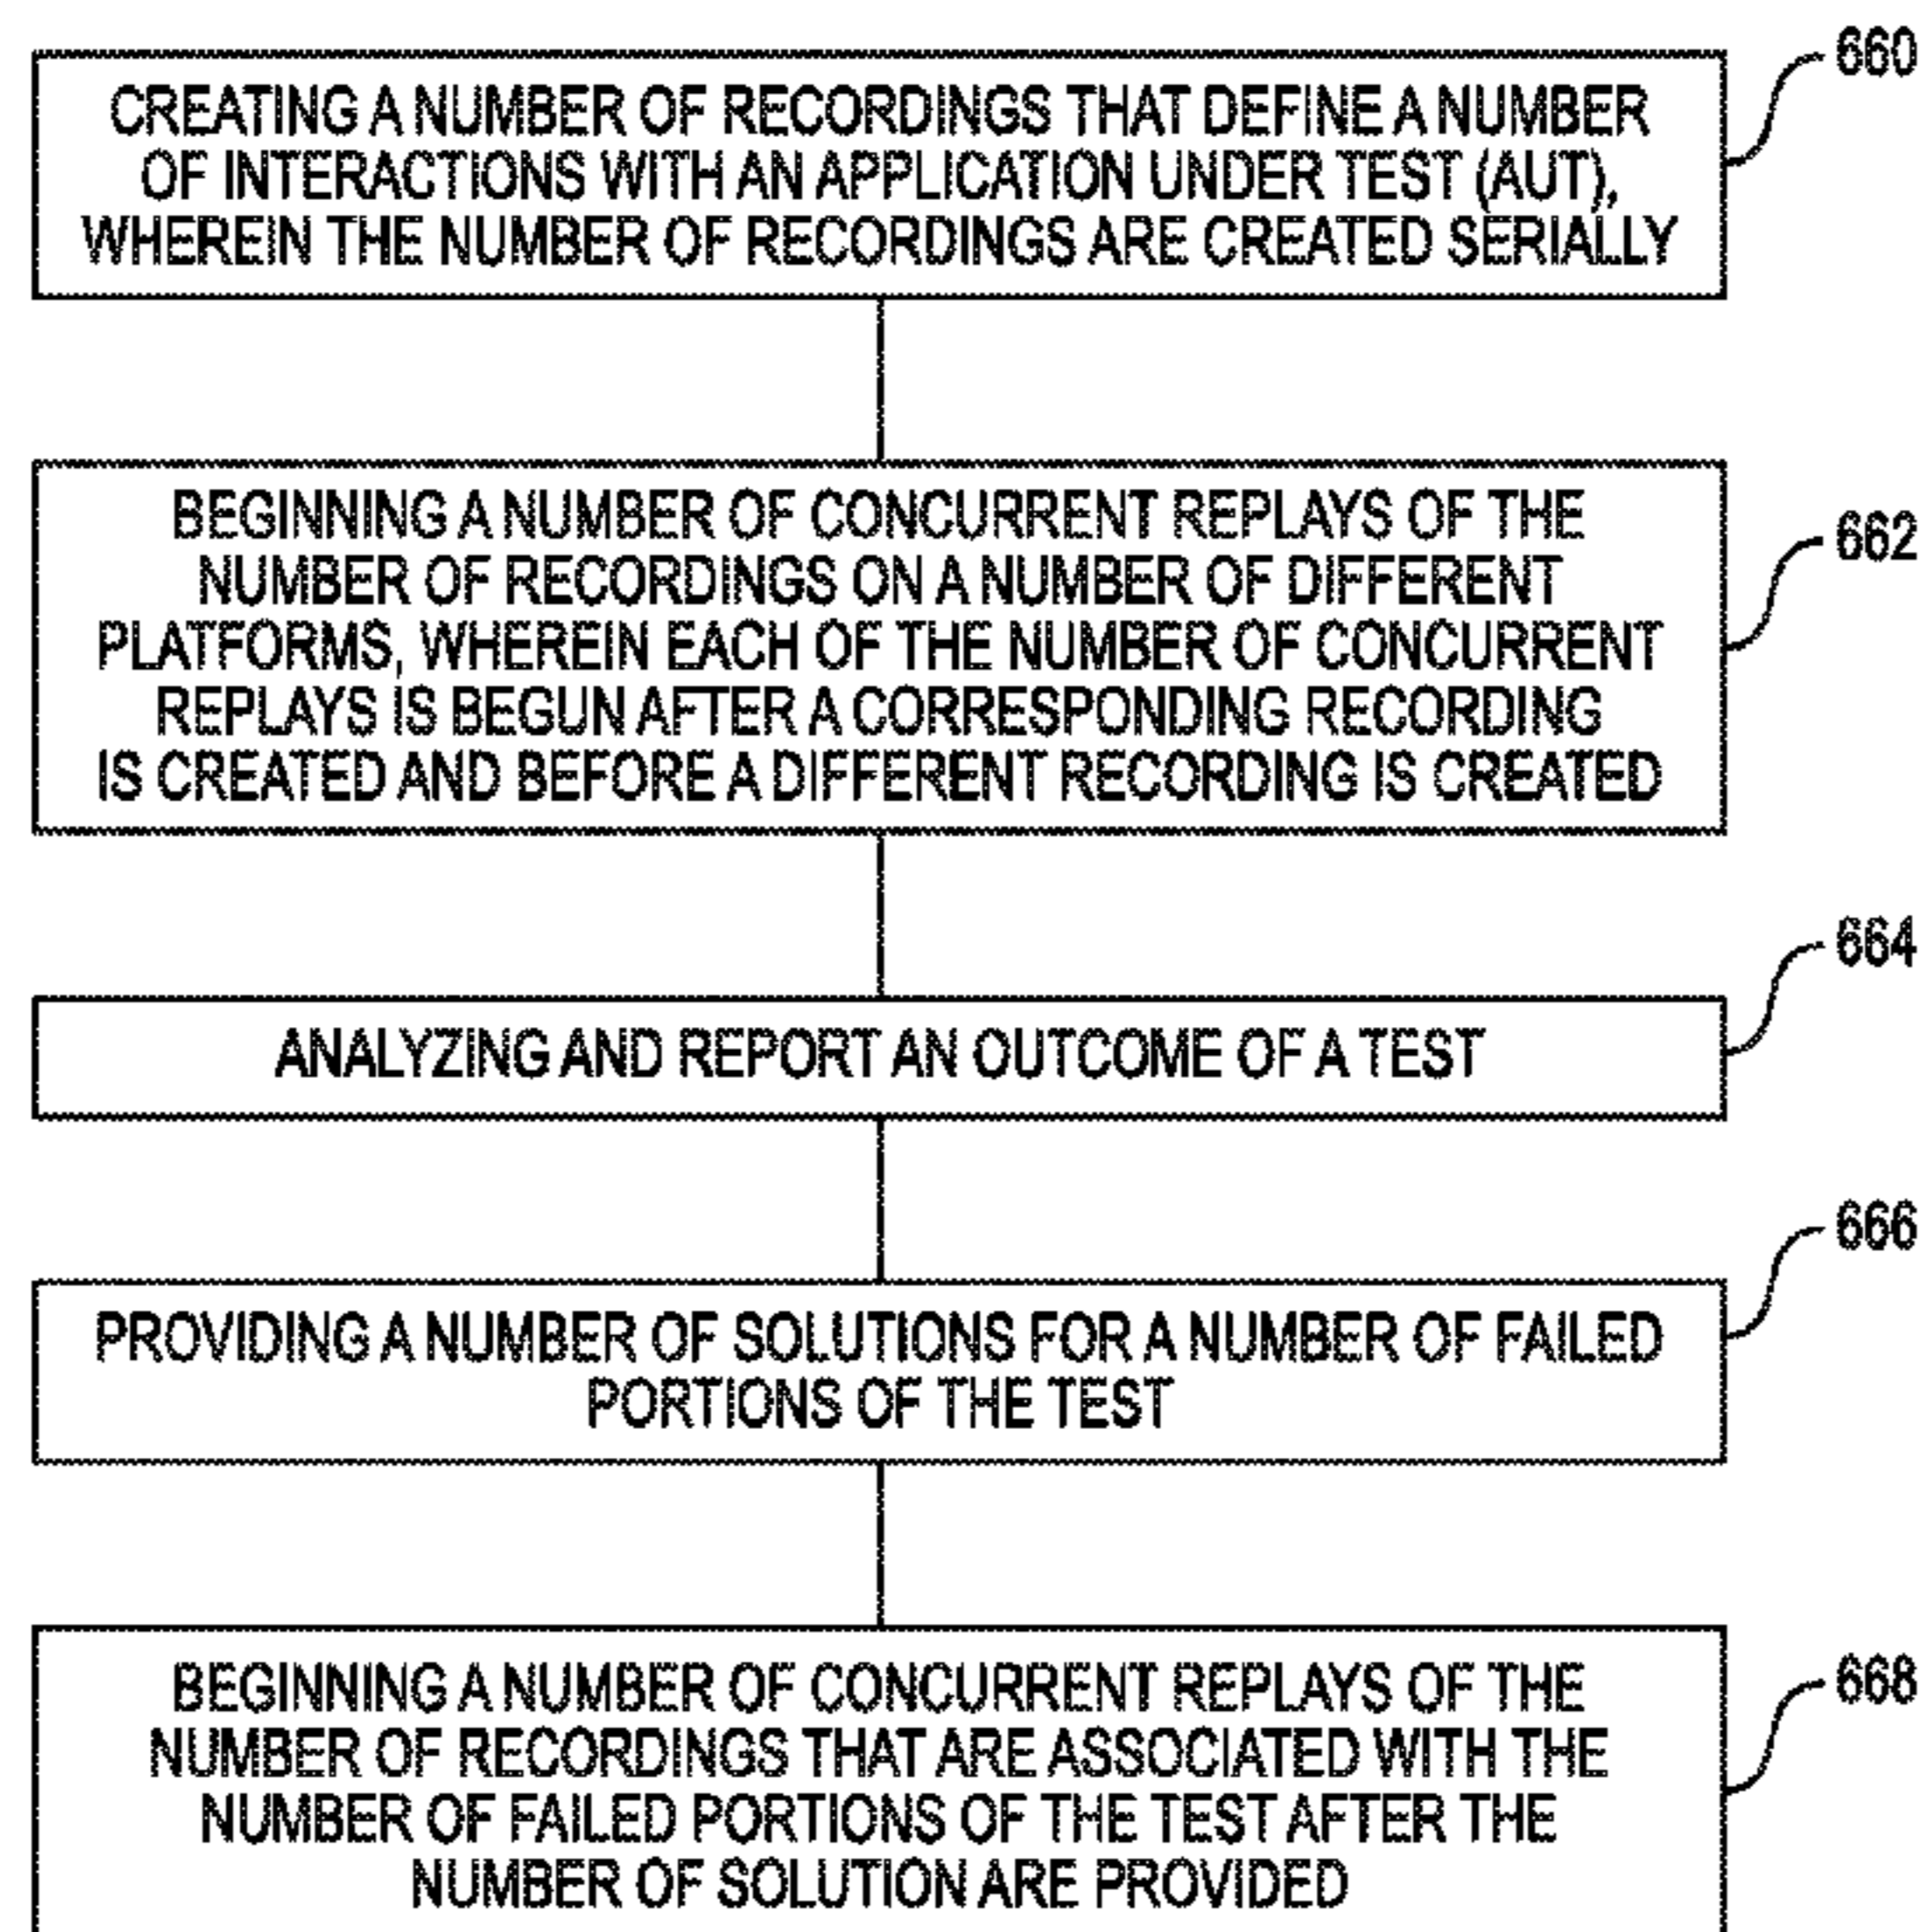 660
CREATING A NUMBER OF RECORDINGS THAT DEFINE A NUMBER
OF INTERACTIONS WITH AN APPLICATION UNDER TEST (AUT),
WHEREIN THE NUMBER OF RECORDINGS ARE CREATED SERIALLY
662
BEGINNING A NUMBER OF CONCURRENT REPLAYS OF THE
NUMBER OF RECORDINGS ON A NUMBER OF DIFFERENT
PLATFORMS, WHEREIN EACH OF THE NUMBER OF CONCURRENT
REPLAYS IS BEGUN AFTER A CORRESPONDING RECORDING
IS CREATED AND BEFORE A DIFFERENT RECORDING IS CREATED
664
ANALYZING AND REPORT AN OUTCOME OF A TEST
666
PROVIDING A NUMBER OF SOLUTIONS FOR A NUMBER OF FAILED
PORTIONS OF THE TEST
668
BEGINNING A NUMBER OF CONCURRENT REPLAYS OF THE
NUMBER OF RECORDINGS THAT ARE ASSOCIATED WITH THE
NUMBER OF FAILED PORTIONS OF THE TEST AFTER THE
NUMBER OF SOLUTION ARE PROVIDED